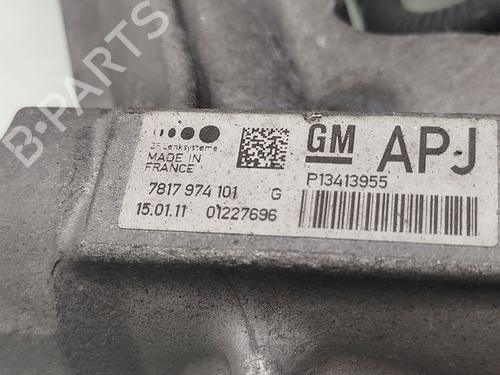 B-PARTS
ZF Lenksysteme
MADE IN
FRANCE
7817 974 101 G
15.01.11 01227696
GM APJ
P13413955